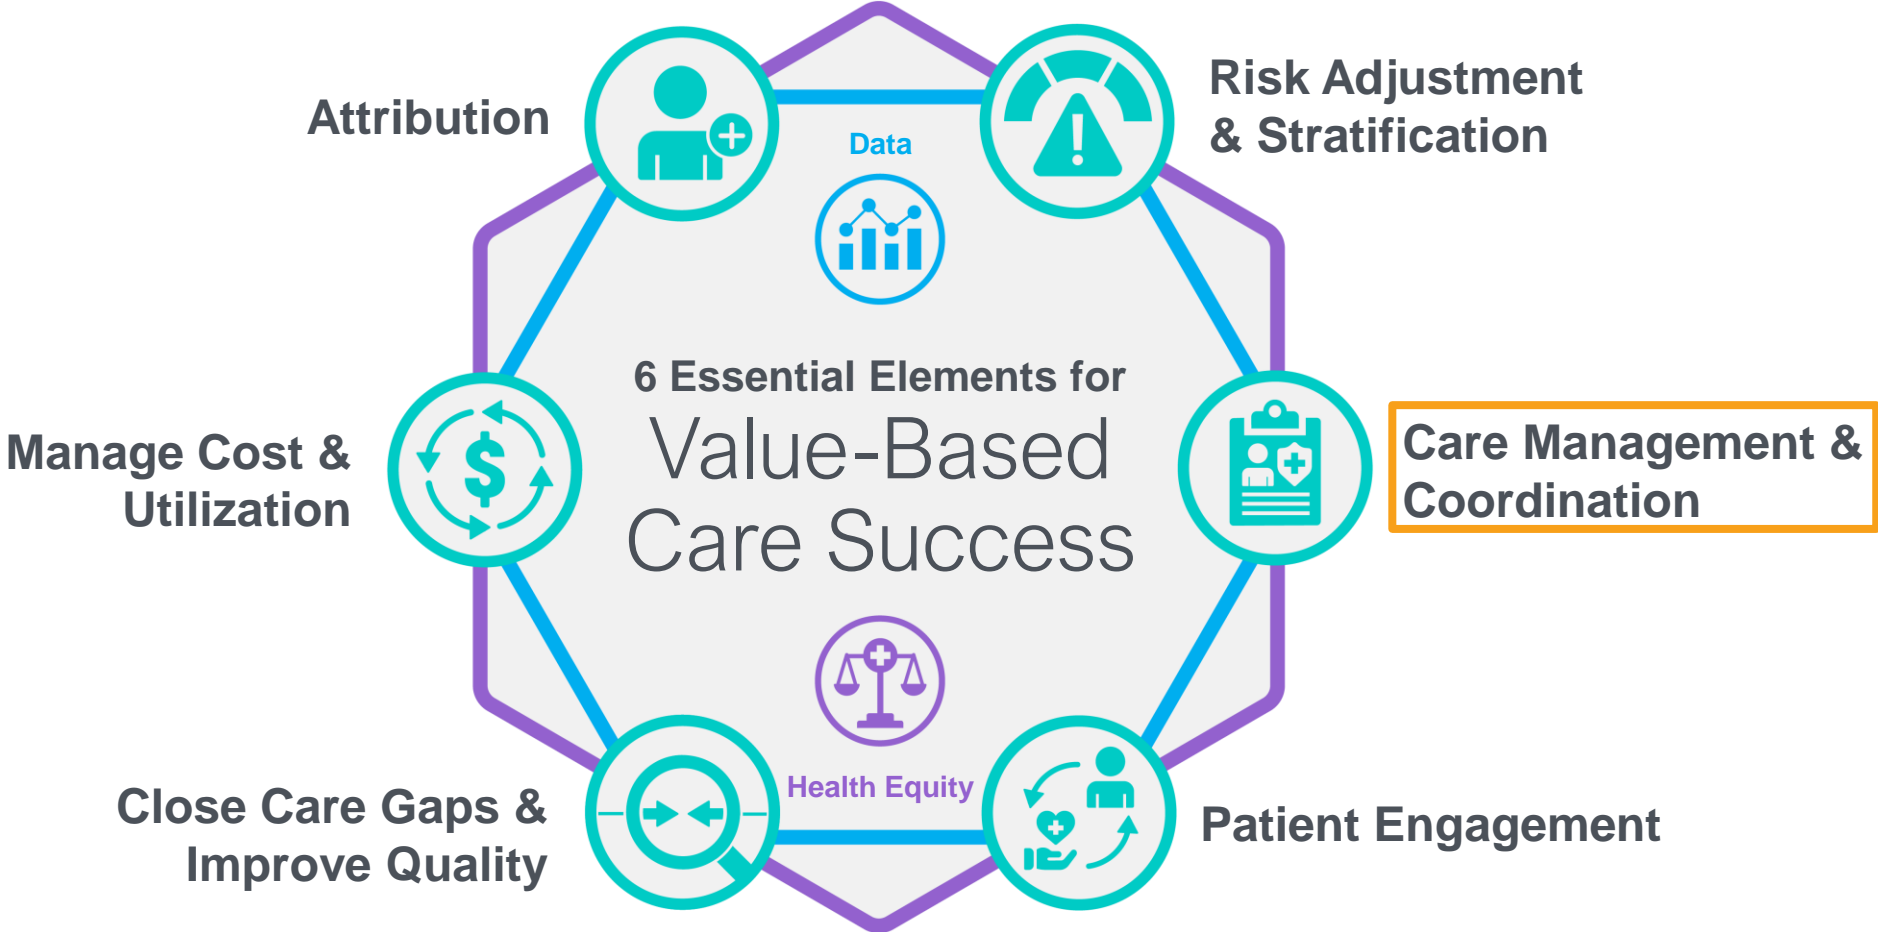 Attribution
Risk Adjustment
& Stratification
Data
6 Essential Elements for
Value-Based
Care Success
Manage Cost &
Utilization
Care Management &
Coordination
Health Equity
Close Care Gaps &
Improve Quality
Patient Engagement